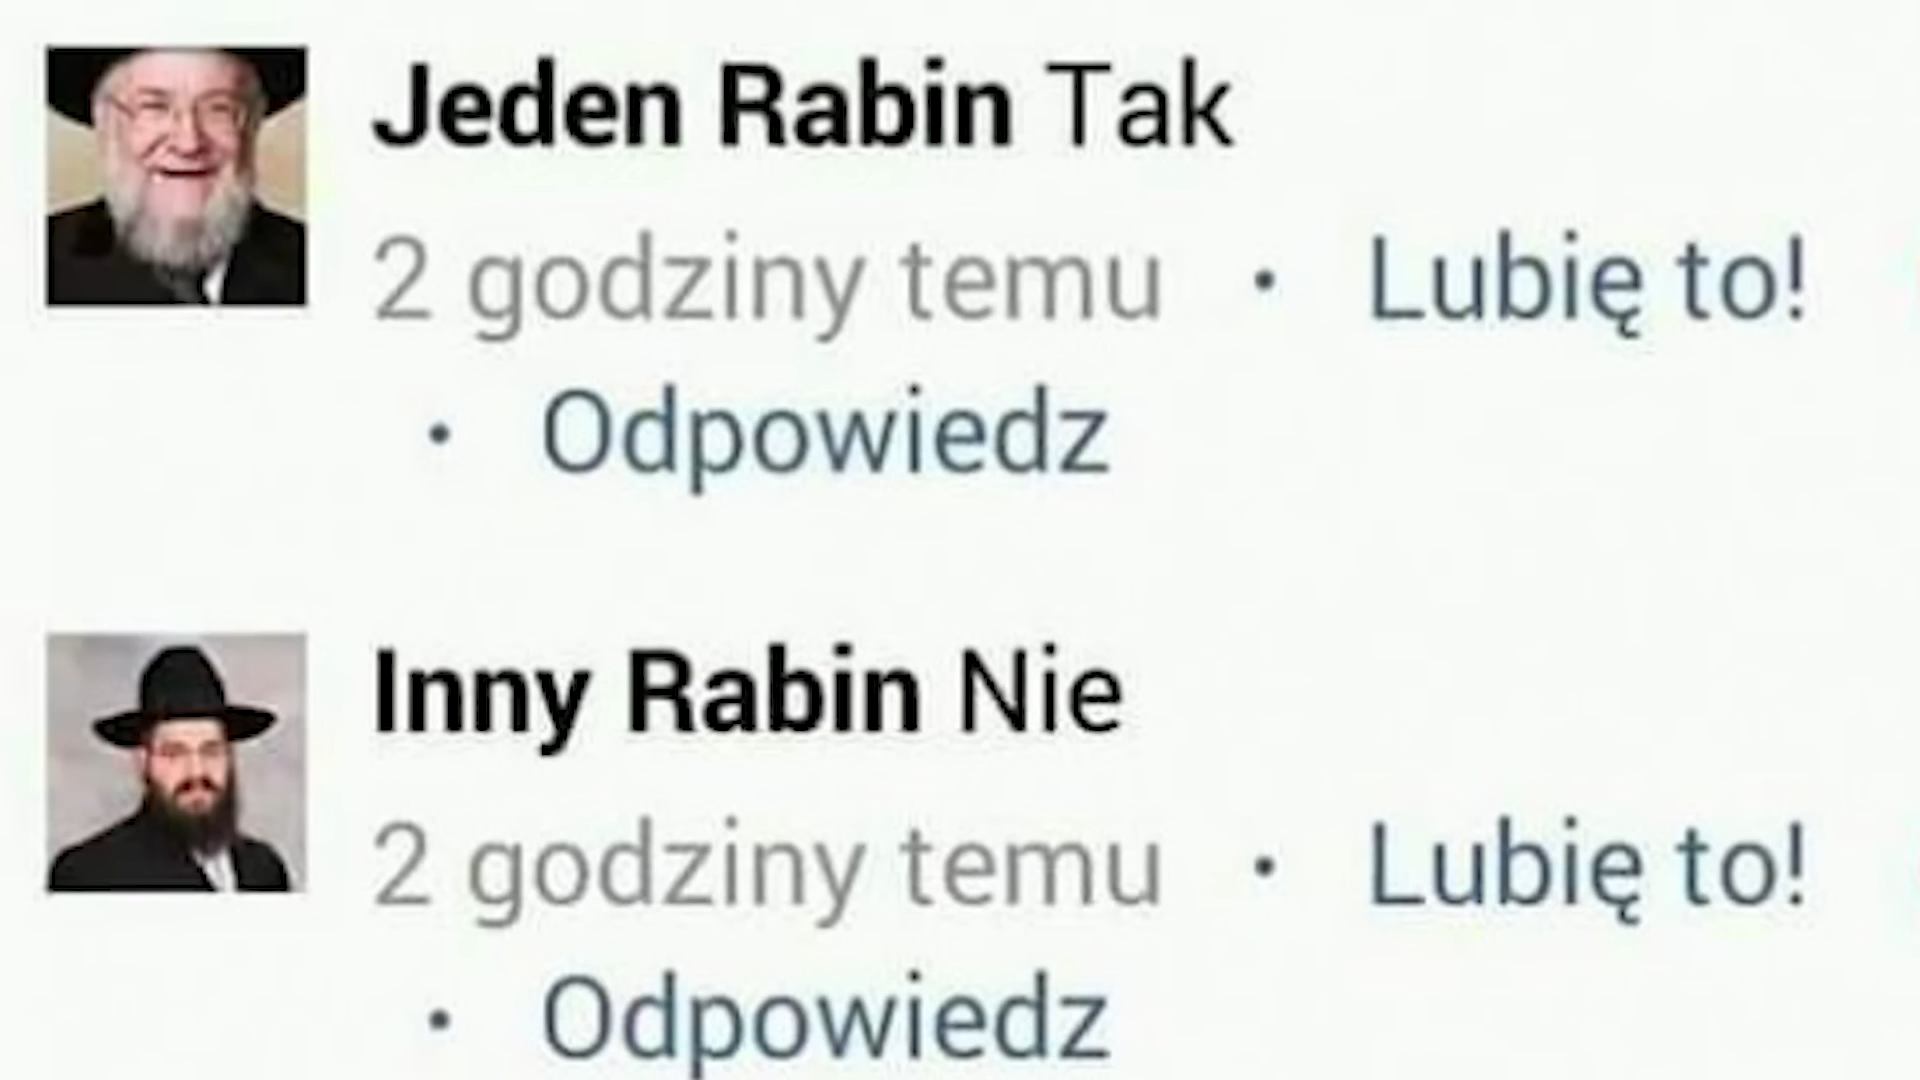 Jeden Rabin Tak
2 godziny temu · Lubię to!
· Odpowiedz
Inny Rabin Nie
2 godziny temu · Lubię to!
· Odpowiedz